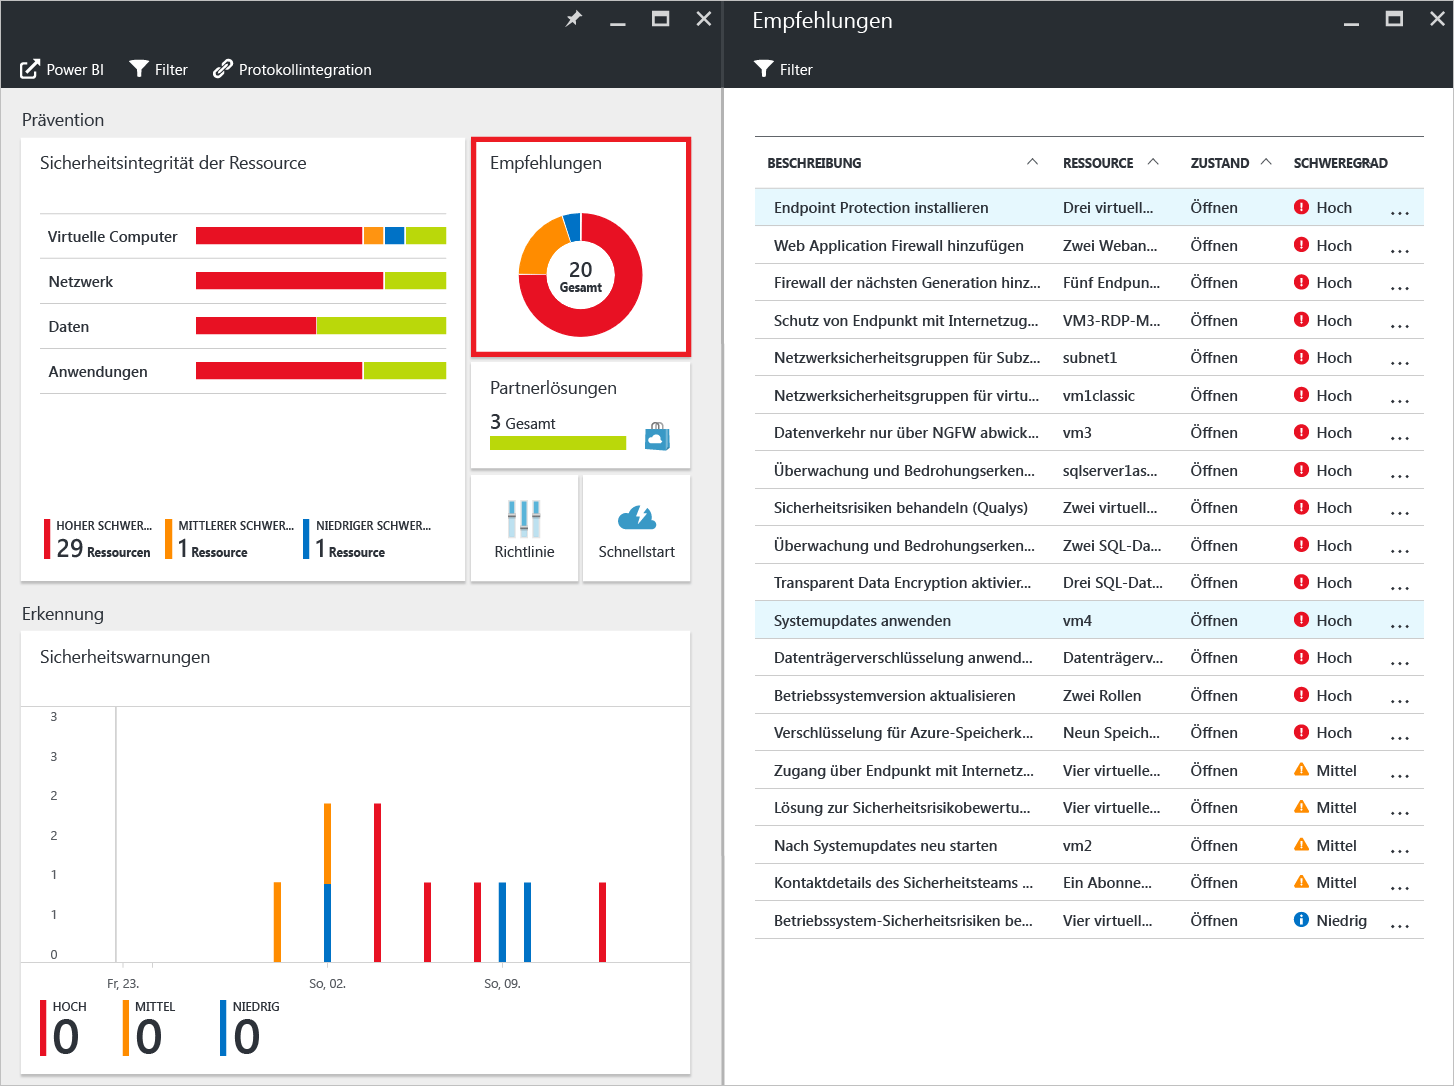 Power BI
Filter
Protokollintegration
Prävention
Sicherheitsintegrität der Ressource
Virtuelle Computer
Netzwerk
Daten
Anwendungen
HOHER SCHWER...
29 Ressourcen
MITTLERER SCHWER...
1 Ressource
NIEDRIGER SCHWER...
1 Ressource
Empfehlungen
20
Gesamt
Partnerlösungen
3 Gesamt
Richtlinie
Schnellstart
Erkennung
Sicherheitswarnungen
3
3
2
2
1
1
0
Fr, 23.
So, 02.
So, 09.
HOCH
0
MITTEL
0
NIEDRIG
0
Empfehlungen
Filter
BESCHREIBUNG RESSOURCE ZUSTAND SCHWEREGRAD
Endpoint Protection installieren Drei virtuell... Öffnen Hoch ...
Web Application Firewall hinzufügen Zwei Weban... Öffnen Hoch ...
Firewall der nächsten Generation hinz... Fünf Endpun... Öffnen Hoch ...
Schutz von Endpunkt mit Internetzug... VM3-RDP-M... Öffnen Hoch ...
Netzwerksicherheitsgruppen für Subz... subnet1 Öffnen Hoch ...
Netzwerksicherheitsgruppen für virtu... vm1classic Öffnen Hoch ...
Datenverkehr nur über NGFW abwick... vm3 Öffnen Hoch ...
Überwachung und Bedrohungserken... sqlserver1as... Öffnen Hoch ...
Sicherheitsrisiken behandeln (Qualys) Zwei virtuell... Öffnen Hoch ...
Überwachung und Bedrohungserken... Zwei SQL-Da... Öffnen Hoch ...
Transparent Data Encryption aktivier... Drei SQL-Dat... Öffnen Hoch ...
Systemupdates anwenden vm4 Öffnen Hoch ...
Datenträgerverschlüsselung anwend... Datenträgerv... Öffnen Hoch ...
Betriebssystemversion aktualisieren Zwei Rollen Öffnen Hoch ...
Verschlüsselung für Azure-Speicherk... Neun Speich... Öffnen Hoch ...
Zugang über Endpunkt mit Internetz... Vier virtuelle... Öffnen Mittel ...
Lösung zur Sicherheitsrisikobewertu... Vier virtuelle... Öffnen Mittel ...
Nach Systemupdates neu starten vm2 Öffnen Mittel ...
Kontaktdetails des Sicherheitsteams ... Ein Abonne... Öffnen Mittel ...
Betriebssystem-Sicherheitsrisiken be... Vier virtuell... Öffnen Niedrig ...